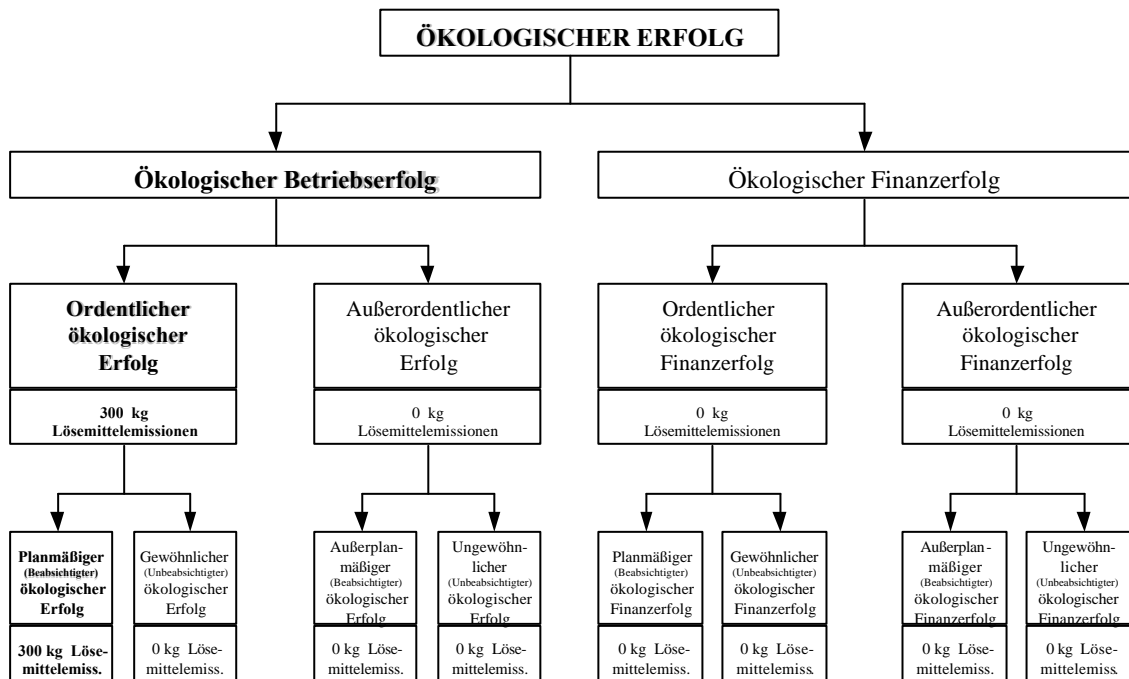 ÖKOLOGISCHER ERFOLG
Ökologischer Betriebserfolg
Ökologischer Finanzerfolg
Ordentlicher
ökologischer
Erfolg
300 kg
Lösemittelemissionen
Außerordentlicher
ökologischer
Erfolg
0 kg
Lösemittelemissionen
Ordentlicher
ökologischer
Finanzerfolg
0 kg
Lösemittelemissionen
Außerordentlicher
ökologischer
Finanzerfolg
0 kg
Lösemittelemissionen
Planmäßiger
(Beabsichtigter)
ökologischer
Erfolg
300 kg Löse-
mittelemiss.
Gewöhnlicher
(Unbeabsichtigter)
ökologischer
Erfolg
0 kg Löse-
mittelemiss.
Außerplan-
mäßiger
(Beabsichtigter)
ökologischer
Erfolg
0 kg Löse-
mittelemiss.
Ungewöhn-
licher
(Unbeabsichtigter)
ökologischer
Erfolg
0 kg Löse-
mittelemiss.
Planmäßiger
(Beabsichtigter)
ökologischer
Finanzerfolg
0 kg Löse-
mittelemiss.
Gewöhnlicher
(Unbeabsichtigter)
ökologischer
Finanzerfolg
0 kg Löse-
mittelemiss.
Außerplan-
mäßiger
(Beabsichtigter)
ökologischer
Finanzerfolg
0 kg Löse-
mittelemiss.
Ungewöhn-
licher
(Unbeabsichtigter)
ökologischer
Finanzerfolg
0 kg Löse-
mittelemiss.